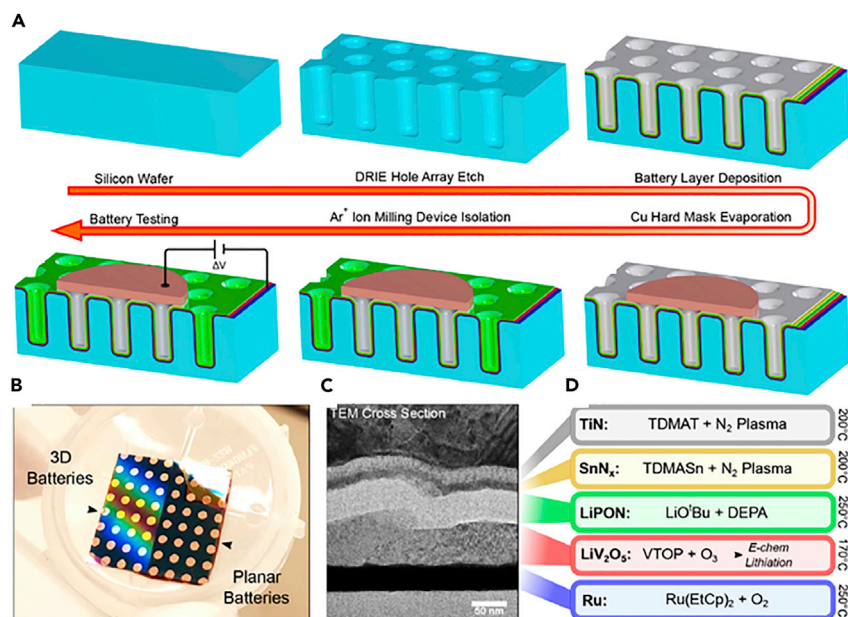 A
Silicon Wafer
DRIE Hole Array Etch
Battery Layer Deposition
Battery Testing
Ar⁺ Ion Milling Device Isolation
Cu Hard Mask Evaporation
ΔV
B
C
D
3D
Batteries
Planar
Batteries
TEM Cross Section
50 nm
TiN: TDMAT + N₂ Plasma 200°C
SnNₓ: TDMASn + N₂ Plasma 200°C
LiPON: LiOᵗBu + DEPA 250°C
LiV₂O₅: VTOP + O₃ ➤ E-chem
Lithiation 170°C
Ru: Ru(EtCp)₂ + O₂ 250°C